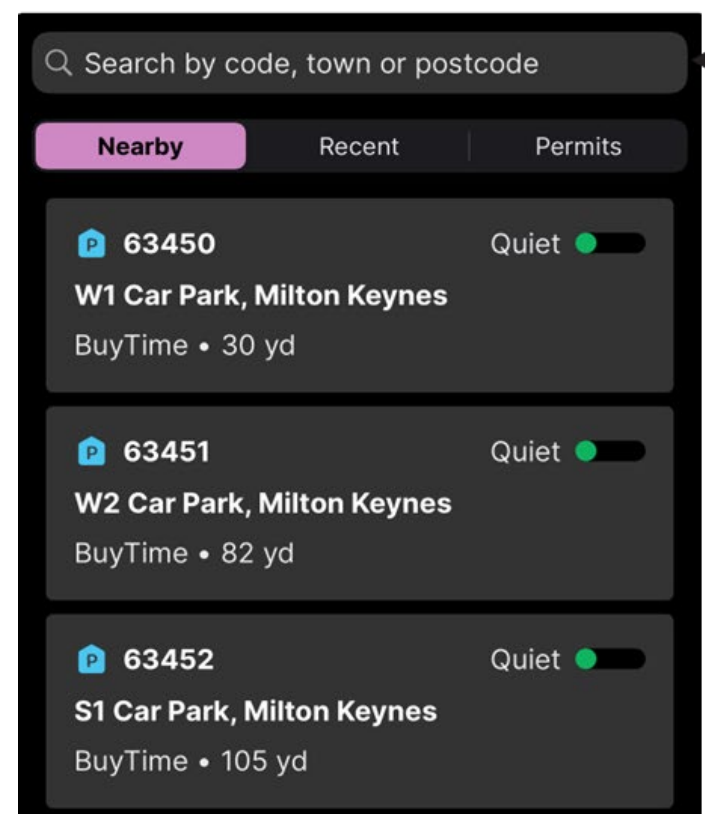 Search by code, town or postcode
Nearby Recent Permits
P 63450 Quiet
W1 Car Park, Milton Keynes
BuyTime • 30 yd
P 63451 Quiet
W2 Car Park, Milton Keynes
BuyTime • 82 yd
P 63452 Quiet
S1 Car Park, Milton Keynes
BuyTime • 105 yd